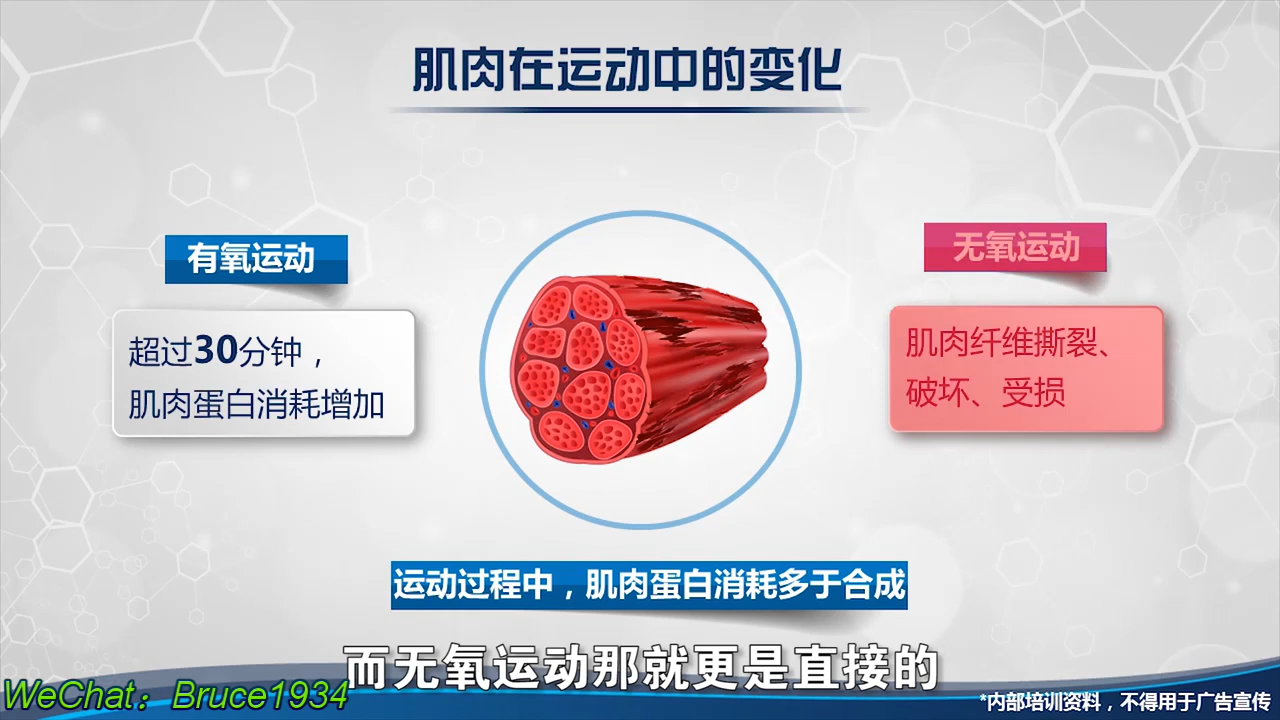 肌肉在运动中的变化
有氧运动
超过30分钟，
肌肉蛋白消耗增加
无氧运动
肌肉纤维撕裂、
破坏、受损
运动过程中，肌肉蛋白消耗多于合成
而无氧运动那就更是直接的
WeChat：Bruce1934
*内部培训资料，不得用于广告宣传